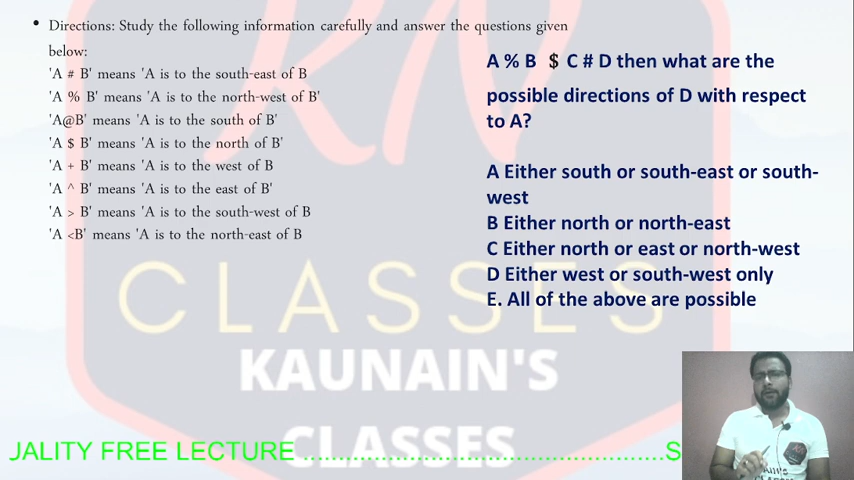 • Directions: Study the following information carefully and answer the questions given
below:
'A # B' means 'A is to the south-east of B
'A % B' means 'A is to the north-west of B'
'A@B' means 'A is to the south of B'
'A $ B' means 'A is to the north of B'
'A + B' means 'A is to the west of B
'A ^ B' means 'A is to the east of B'
'A > B' means 'A is to the south-west of B
'A <B' means 'A is to the north-east of B
A % B $ C # D then what are the
possible directions of D with respect
to A?
A Either south or south-east or south-
west
B Either north or north-east
C Either north or east or north-west
D Either west or south-west only
E. All of the above are possible
CLASSES
KAUNAIN'S
CLASSES
JALITY FREE LECTURE ................................................S